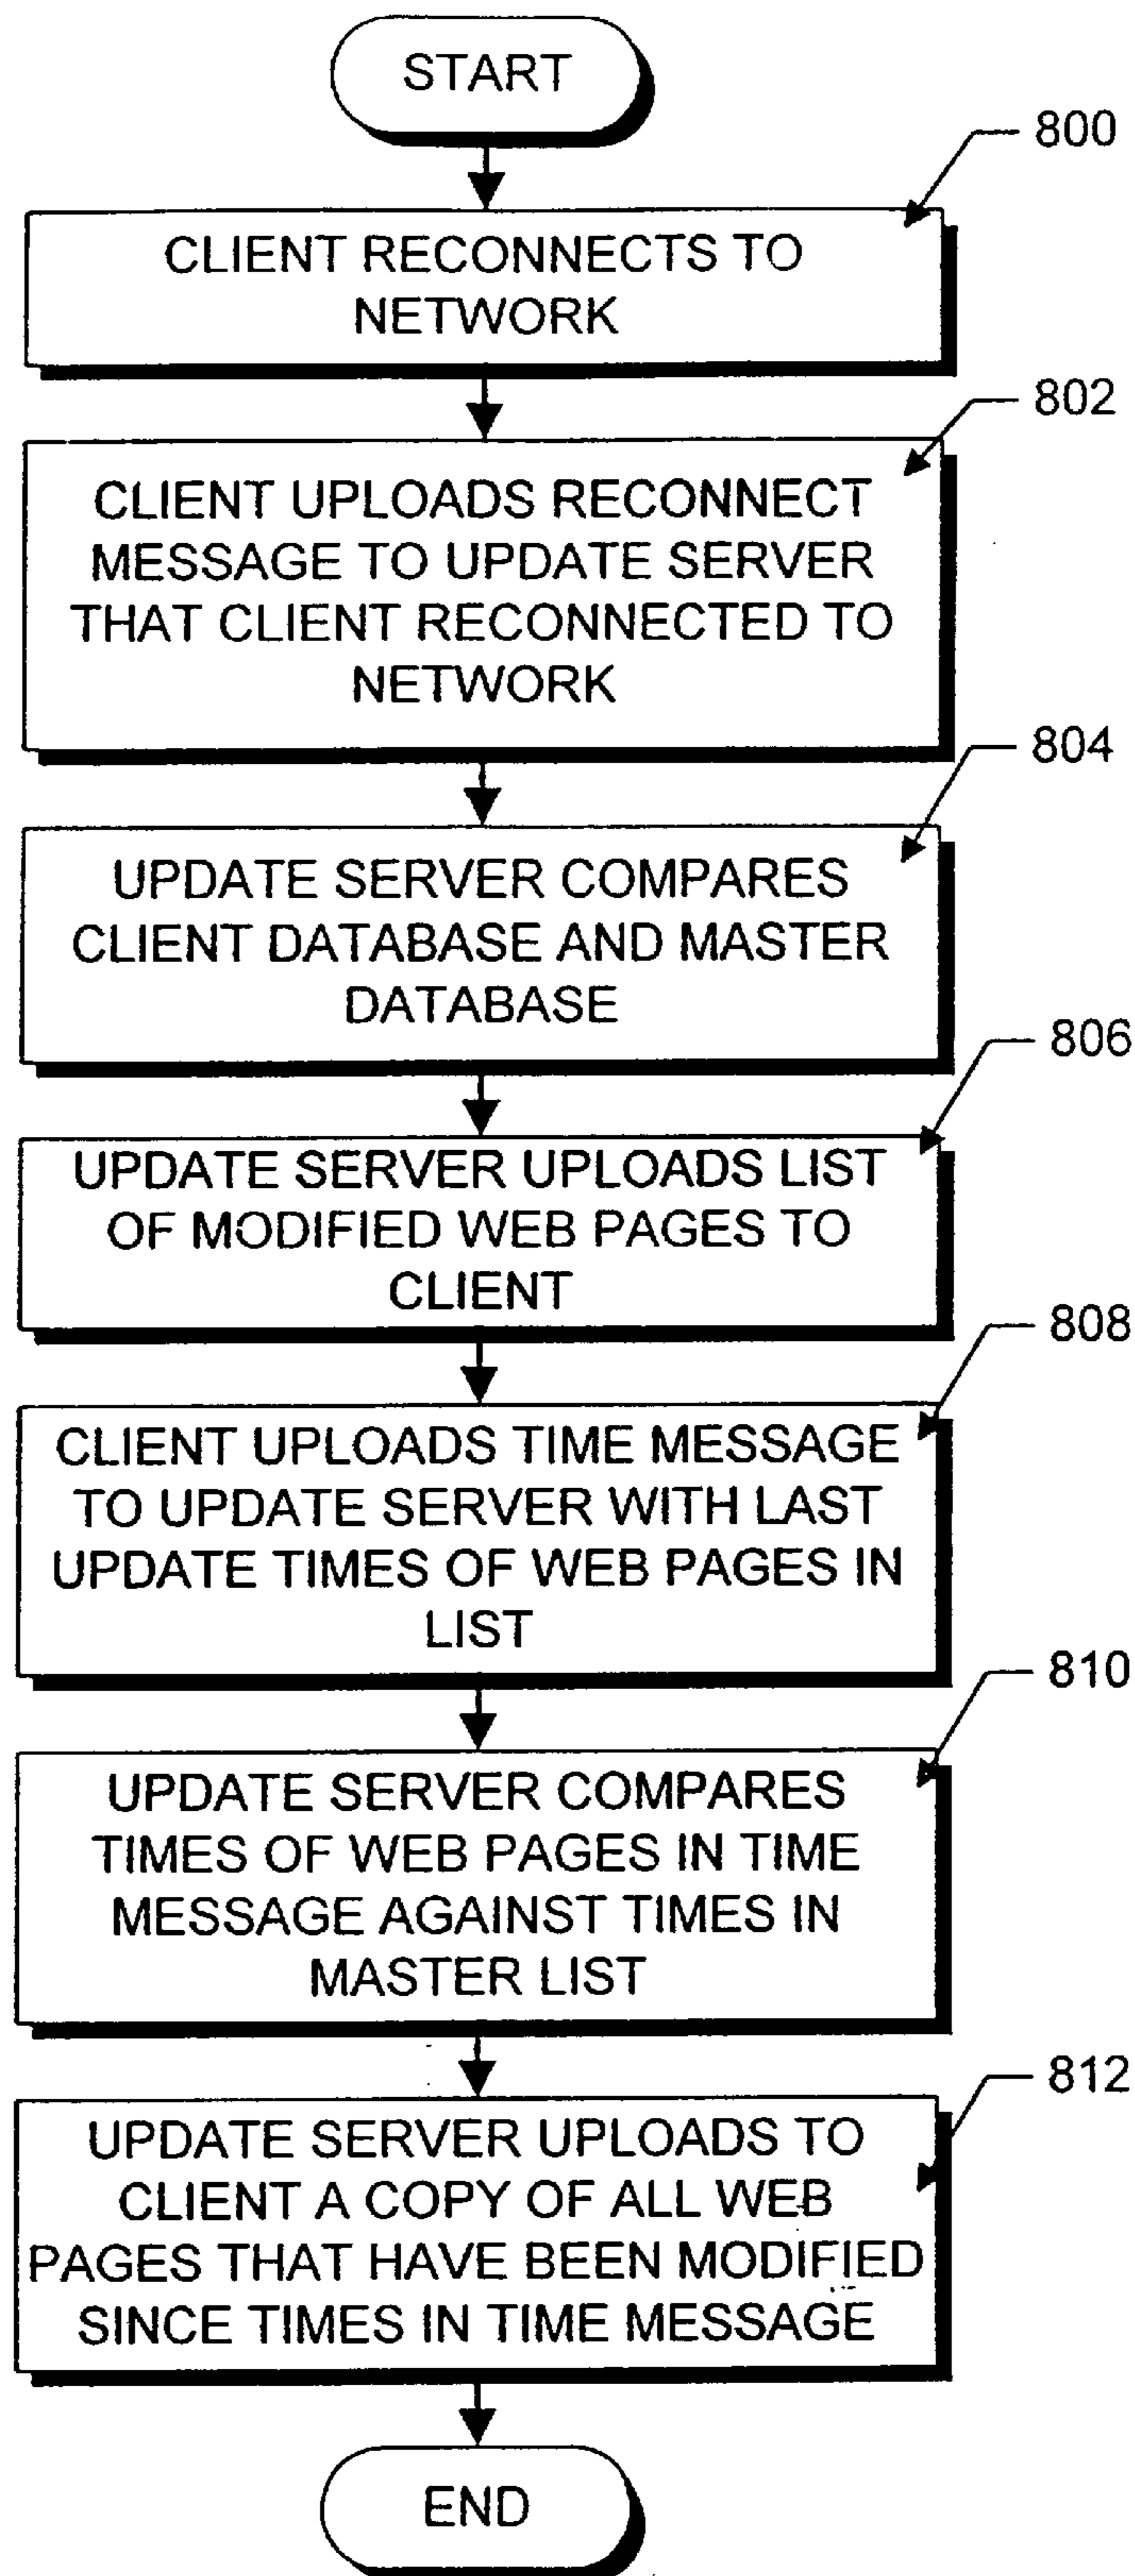 START
800
CLIENT RECONNECTS TO
NETWORK
802
CLIENT UPLOADS RECONNECT
MESSAGE TO UPDATE SERVER
THAT CLIENT RECONNECTED TO
NETWORK
804
UPDATE SERVER COMPARES
CLIENT DATABASE AND MASTER
DATABASE
806
UPDATE SERVER UPLOADS LIST
OF MODIFIED WEB PAGES TO
CLIENT
808
CLIENT UPLOADS TIME MESSAGE
TO UPDATE SERVER WITH LAST
UPDATE TIMES OF WEB PAGES IN
LIST
810
UPDATE SERVER COMPARES
TIMES OF WEB PAGES IN TIME
MESSAGE AGAINST TIMES IN
MASTER LIST
812
UPDATE SERVER UPLOADS TO
CLIENT A COPY OF ALL WEB
PAGES THAT HAVE BEEN MODIFIED
SINCE TIMES IN TIME MESSAGE
END